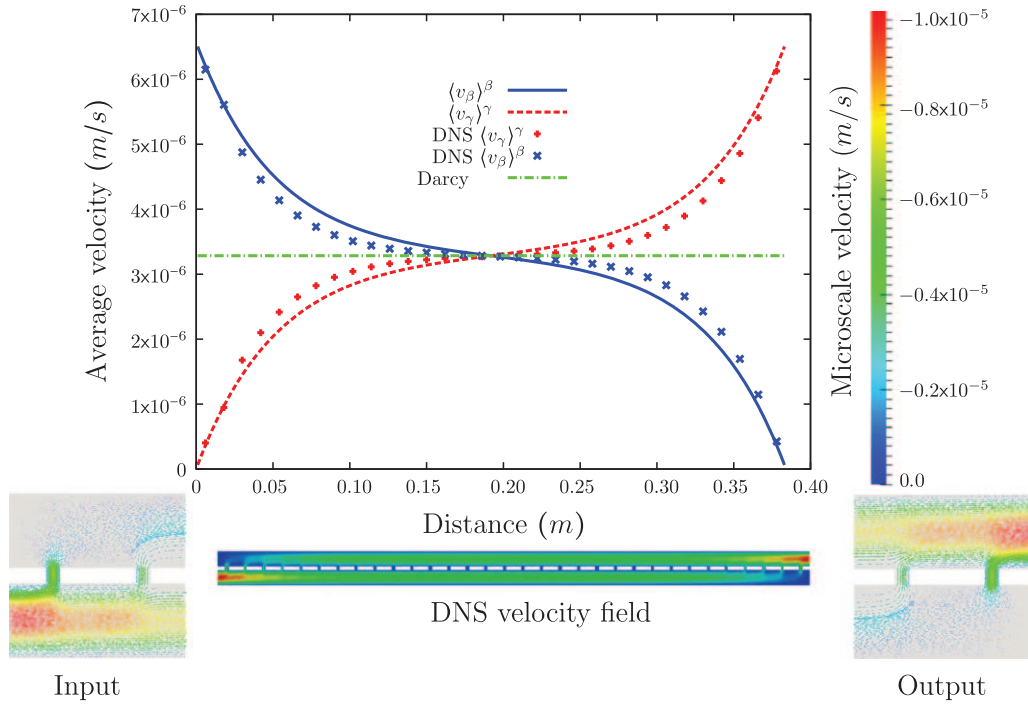 7x10⁻⁶
6x10⁻⁶
5x10⁻⁶
4x10⁻⁶
3x10⁻⁶
2x10⁻⁶
1x10⁻⁶
0
Average velocity (m/s)
⟨v_β⟩^β
⟨v_γ⟩^γ
DNS ⟨v_γ⟩^γ
DNS ⟨v_β⟩^β
Darcy
0 0.05 0.10 0.15 0.20 0.25 0.30 0.35 0.40
Distance (m)
Microscale velocity (m/s)
−1.0x10⁻⁵
−0.8x10⁻⁵
−0.6x10⁻⁵
−0.4x10⁻⁵
−0.2x10⁻⁵
0.0
DNS velocity field
Input
Output